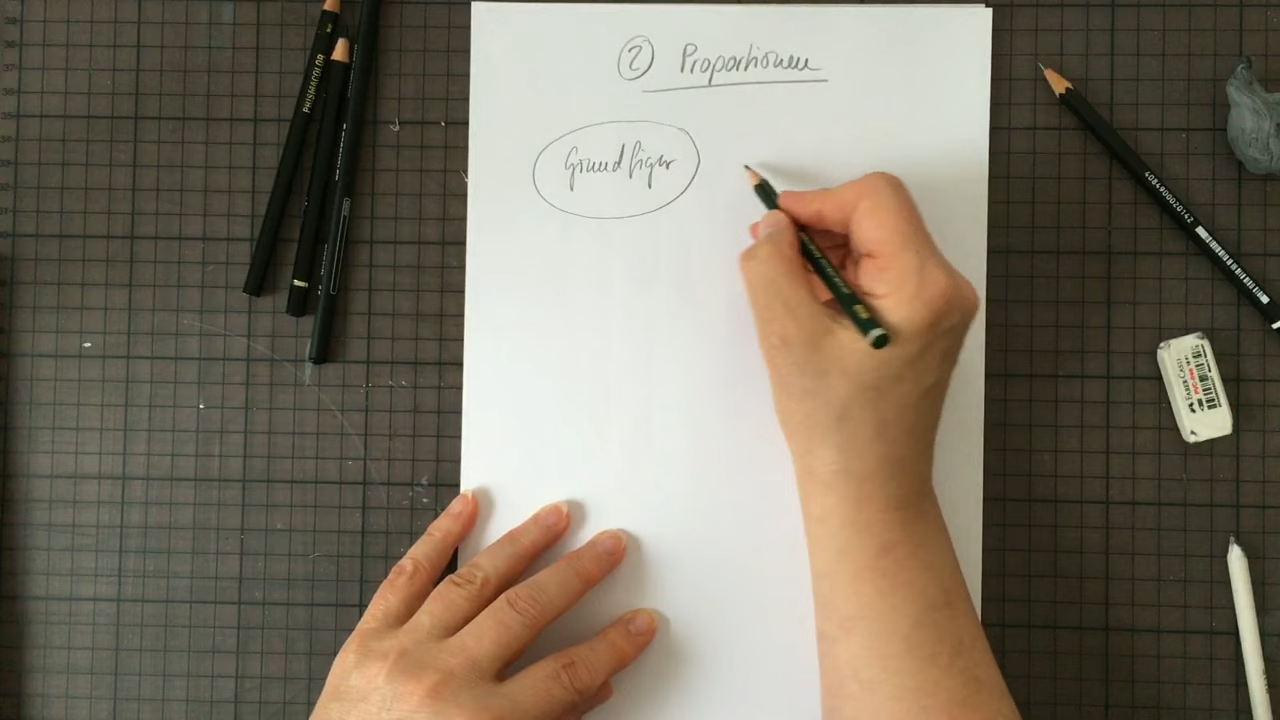 ② Proportionen
Grundfigur
PRISMACOLOR
4084900020142
FABER-CASTELL